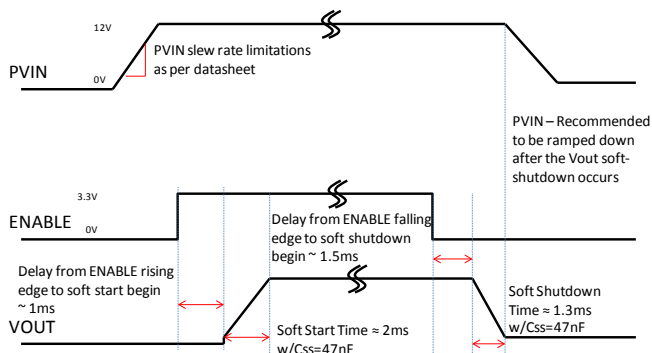 12V
PVIN slew rate limitations
as per datasheet
PVIN
0V
PVIN – Recommended
to be ramped down
after the Vout soft-
shutdown occurs
3.3V
ENABLE
0V
Delay from ENABLE falling
edge to soft shutdown
begin ~ 1.5ms
Delay from ENABLE rising
edge to soft start begin
~ 1ms
VOUT
Soft Start Time ≈ 2ms
w/Css=47nF
Soft Shutdown
Time ≈ 1.3ms
w/Css=47nF